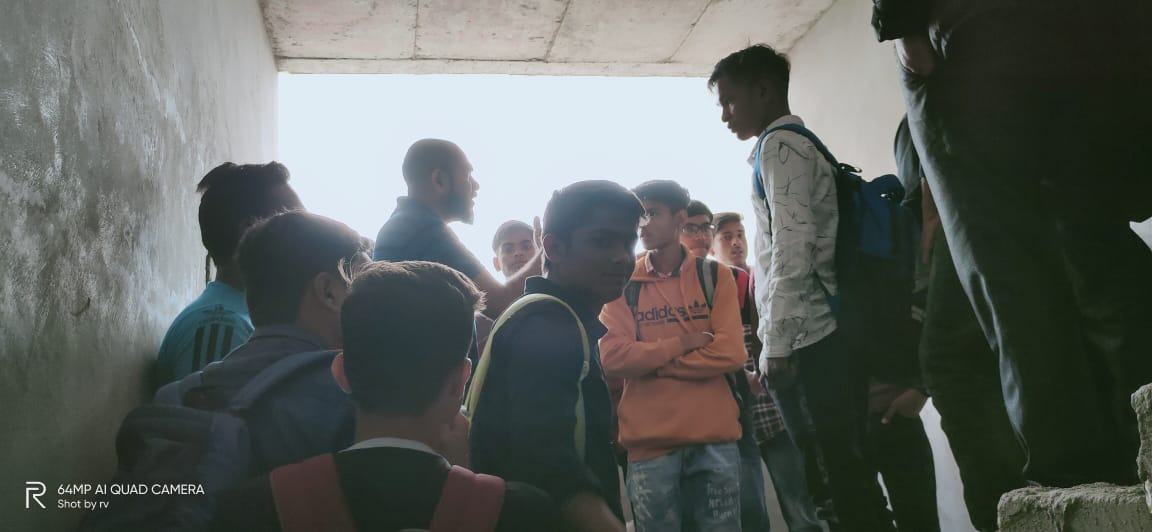 adidas
R
64MP AI QUAD CAMERA
Shot by rv